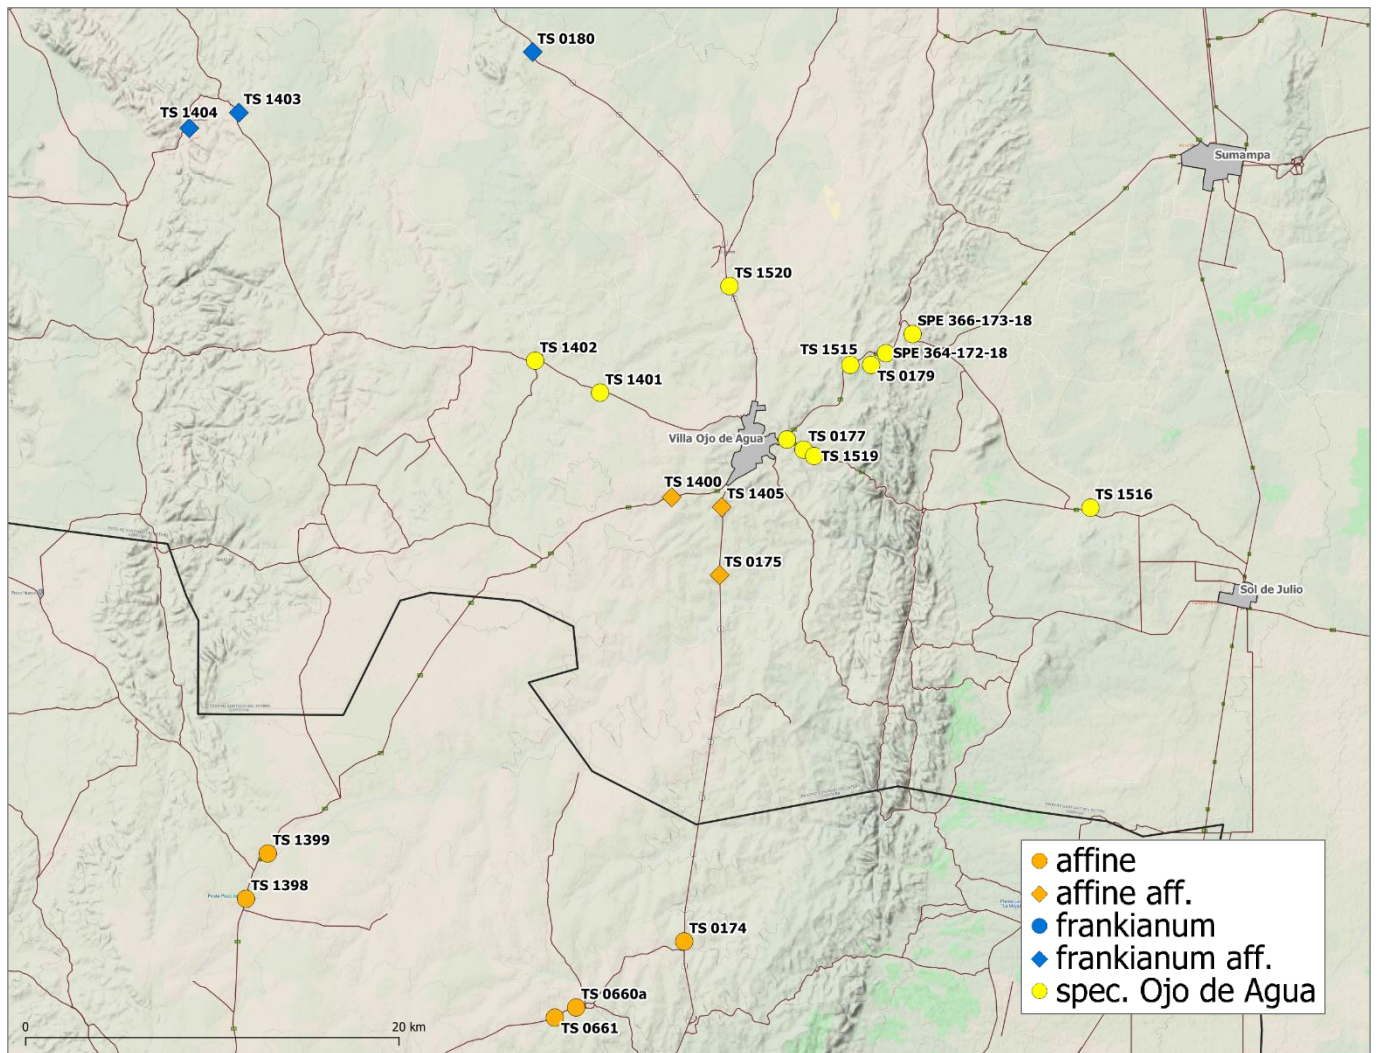 TS 0180
TS 1403
TS 1404
Sumampa
TS 1520
SPE 366-173-18
TS 1402
TS 1515
SPE 364-172-18
TS 0179
TS 1401
Villa Ojo de Agua
TS 0177
TS 1519
TS 1400
TS 1405
TS 1516
TS 0175
Sol de Julio
TS 1399
TS 1398
TS 0174
TS 0660a
TS 0661
affine
affine aff.
frankianum
frankianum aff.
spec. Ojo de Agua
0
20 km